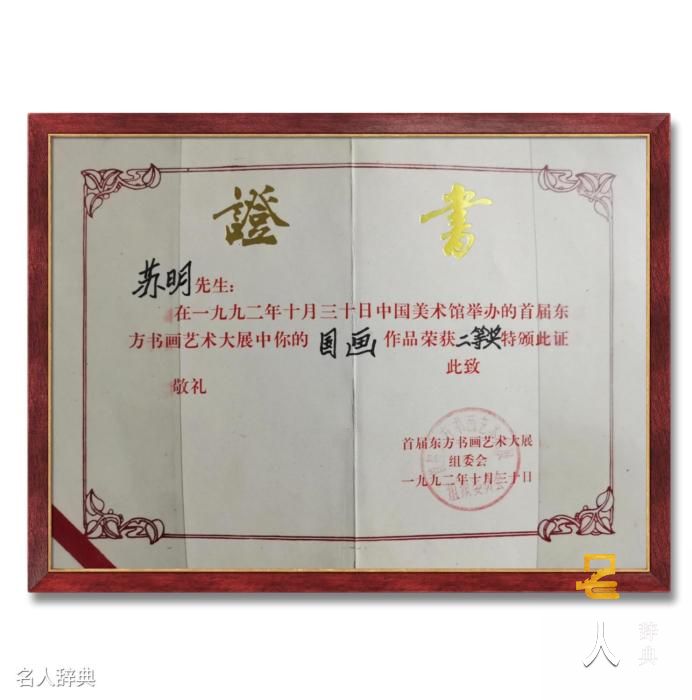 證書
苏明先生：
在一九九二年十月三十日中国美术馆举办的首届东
方书画艺术大展中你的国画作品荣获二等奖特颁此证
此致
敬礼
首届东方书画艺术大展
组委会
一九九二年十月三十日
名人辞典
名人辞典